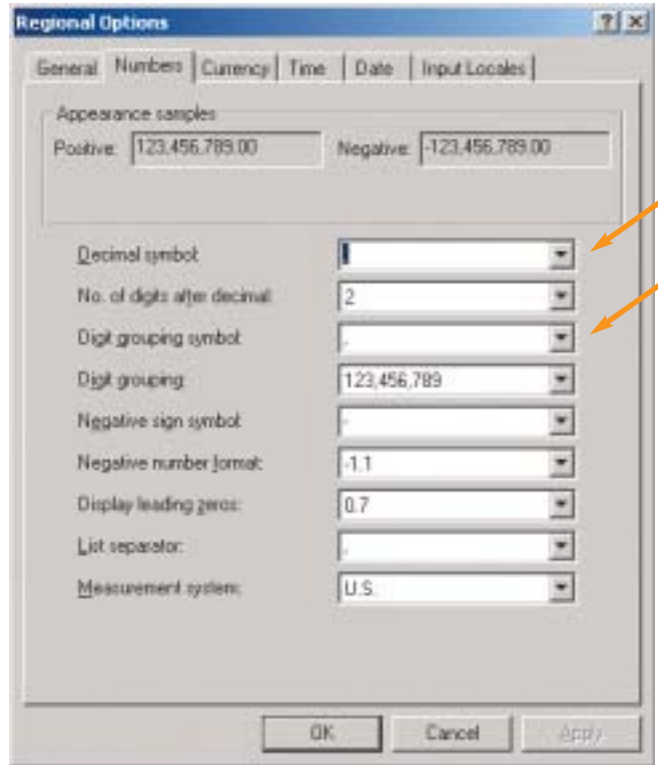 Regional Options
General Numbers Currency Time Date Input Locales
Appearance samples
Positive: 123,456,789.00 Negative: -123,456,789.00
Decimal symbol:
No. of digits after decimal: 2
Digit grouping symbol:
Digit grouping: 123,456,789
Negative sign symbol: -
Negative number format: -1.1
Display leading zeros: 0.7
List separator:
Measurement system: U.S.
OK Cancel Apply